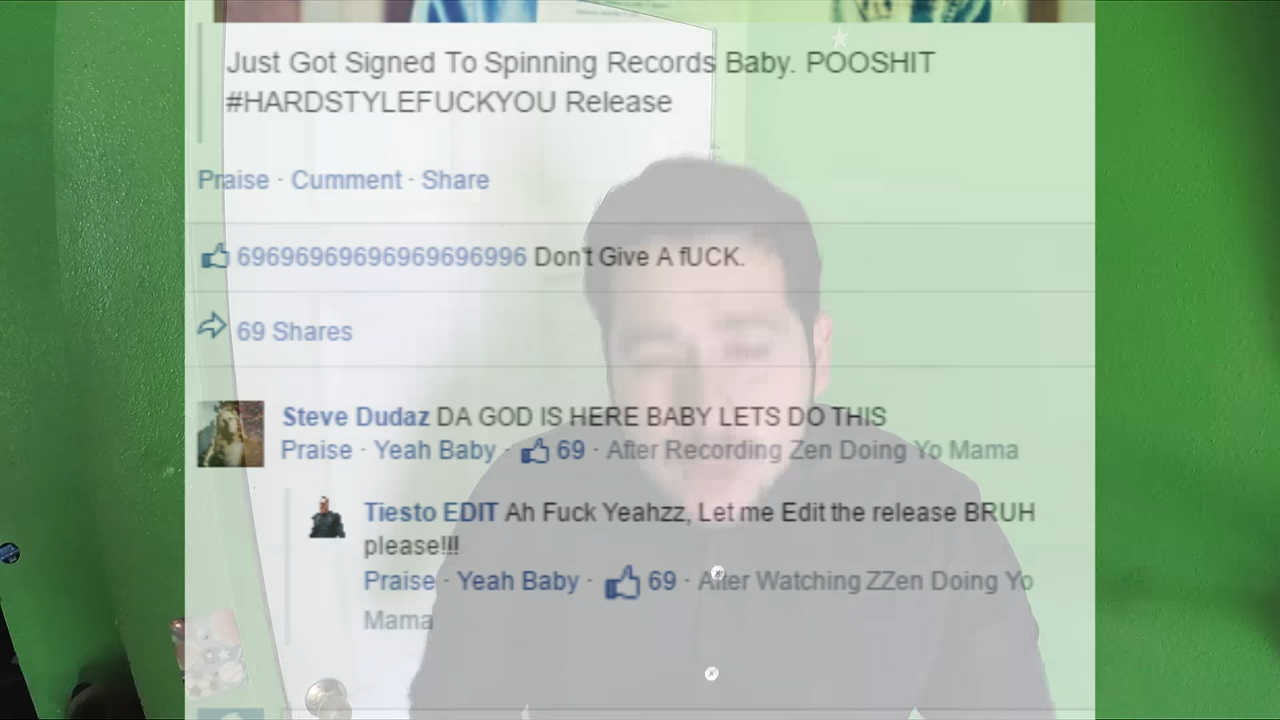 Just Got Signed To Spinning Records Baby. POOSHIT
#HARDSTYLEFUCKYOU Release
Praise · Cumment · Share
69696969696969696996 Don't Give A fUCK.
69 Shares
Steve Dudaz DA GOD IS HERE BABY LETS DO THIS
Praise · Yeah Baby · 69 · After Recording Zen Doing Yo Mama
Tiesto EDIT Ah Fuck Yeahzz, Let me Edit the release BRUH
please!!!
Praise · Yeah Baby · 69 · After Watching ZZen Doing Yo
Mama